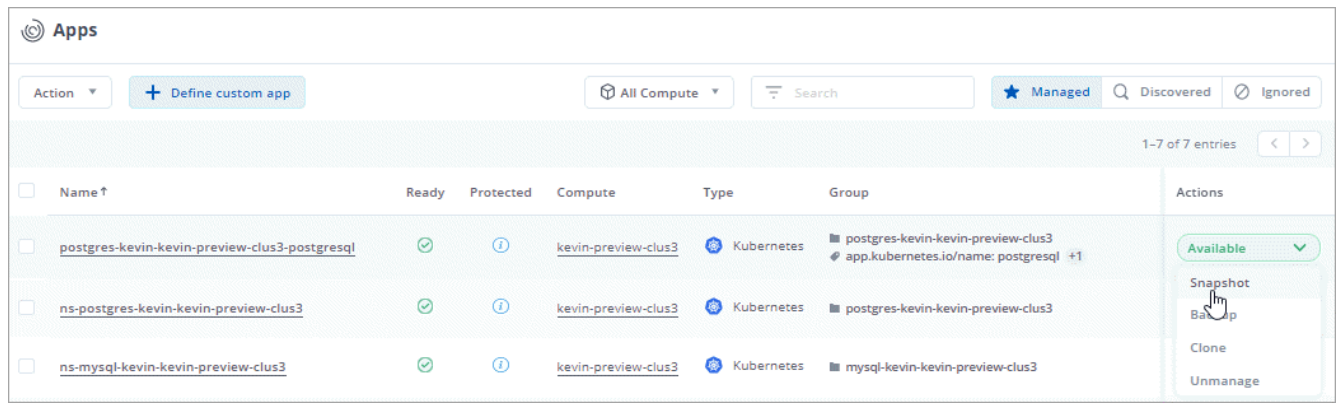 Apps
Action
+ Define custom app
All Compute
Search
Managed
Discovered
Ignored
1–7 of 7 entries
Name↑ Ready Protected Compute Type Group Actions
postgres-kevin-kevin-preview-clus3-postgresql kevin-preview-clus3 Kubernetes postgres-kevin-kevin-preview-clus3 Available
app.kubernetes.io/name: postgresql +1
Snapshot
ns-postgres-kevin-kevin-preview-clus3 kevin-preview-clus3 Kubernetes postgres-kevin-kevin-preview-clus3
Backup
Clone
ns-mysql-kevin-kevin-preview-clus3 kevin-preview-clus3 Kubernetes mysql-kevin-kevin-preview-clus3
Unmanage